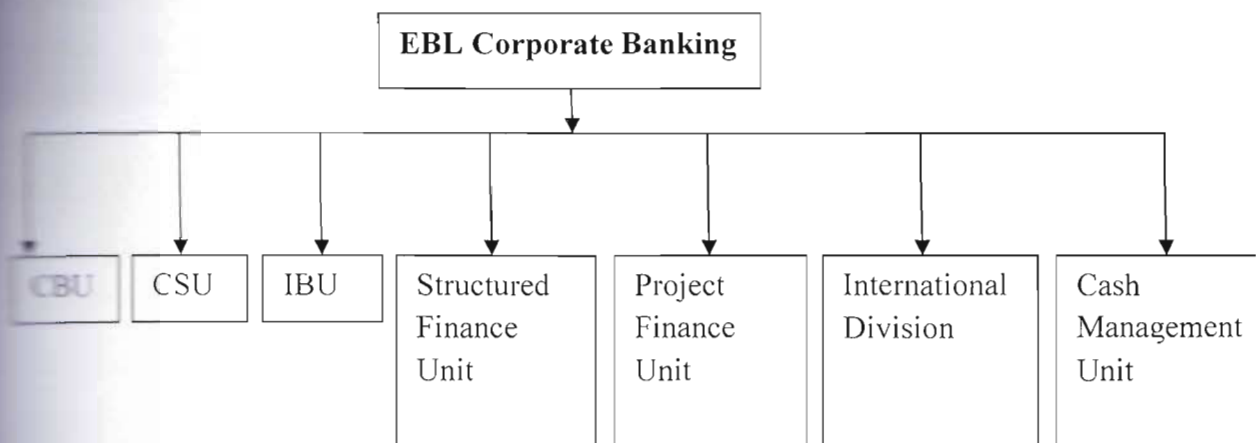 EBL Corporate Banking
CBU
CSU
IBU
Structured
Finance
Unit
Project
Finance
Unit
International
Division
Cash
Management
Unit